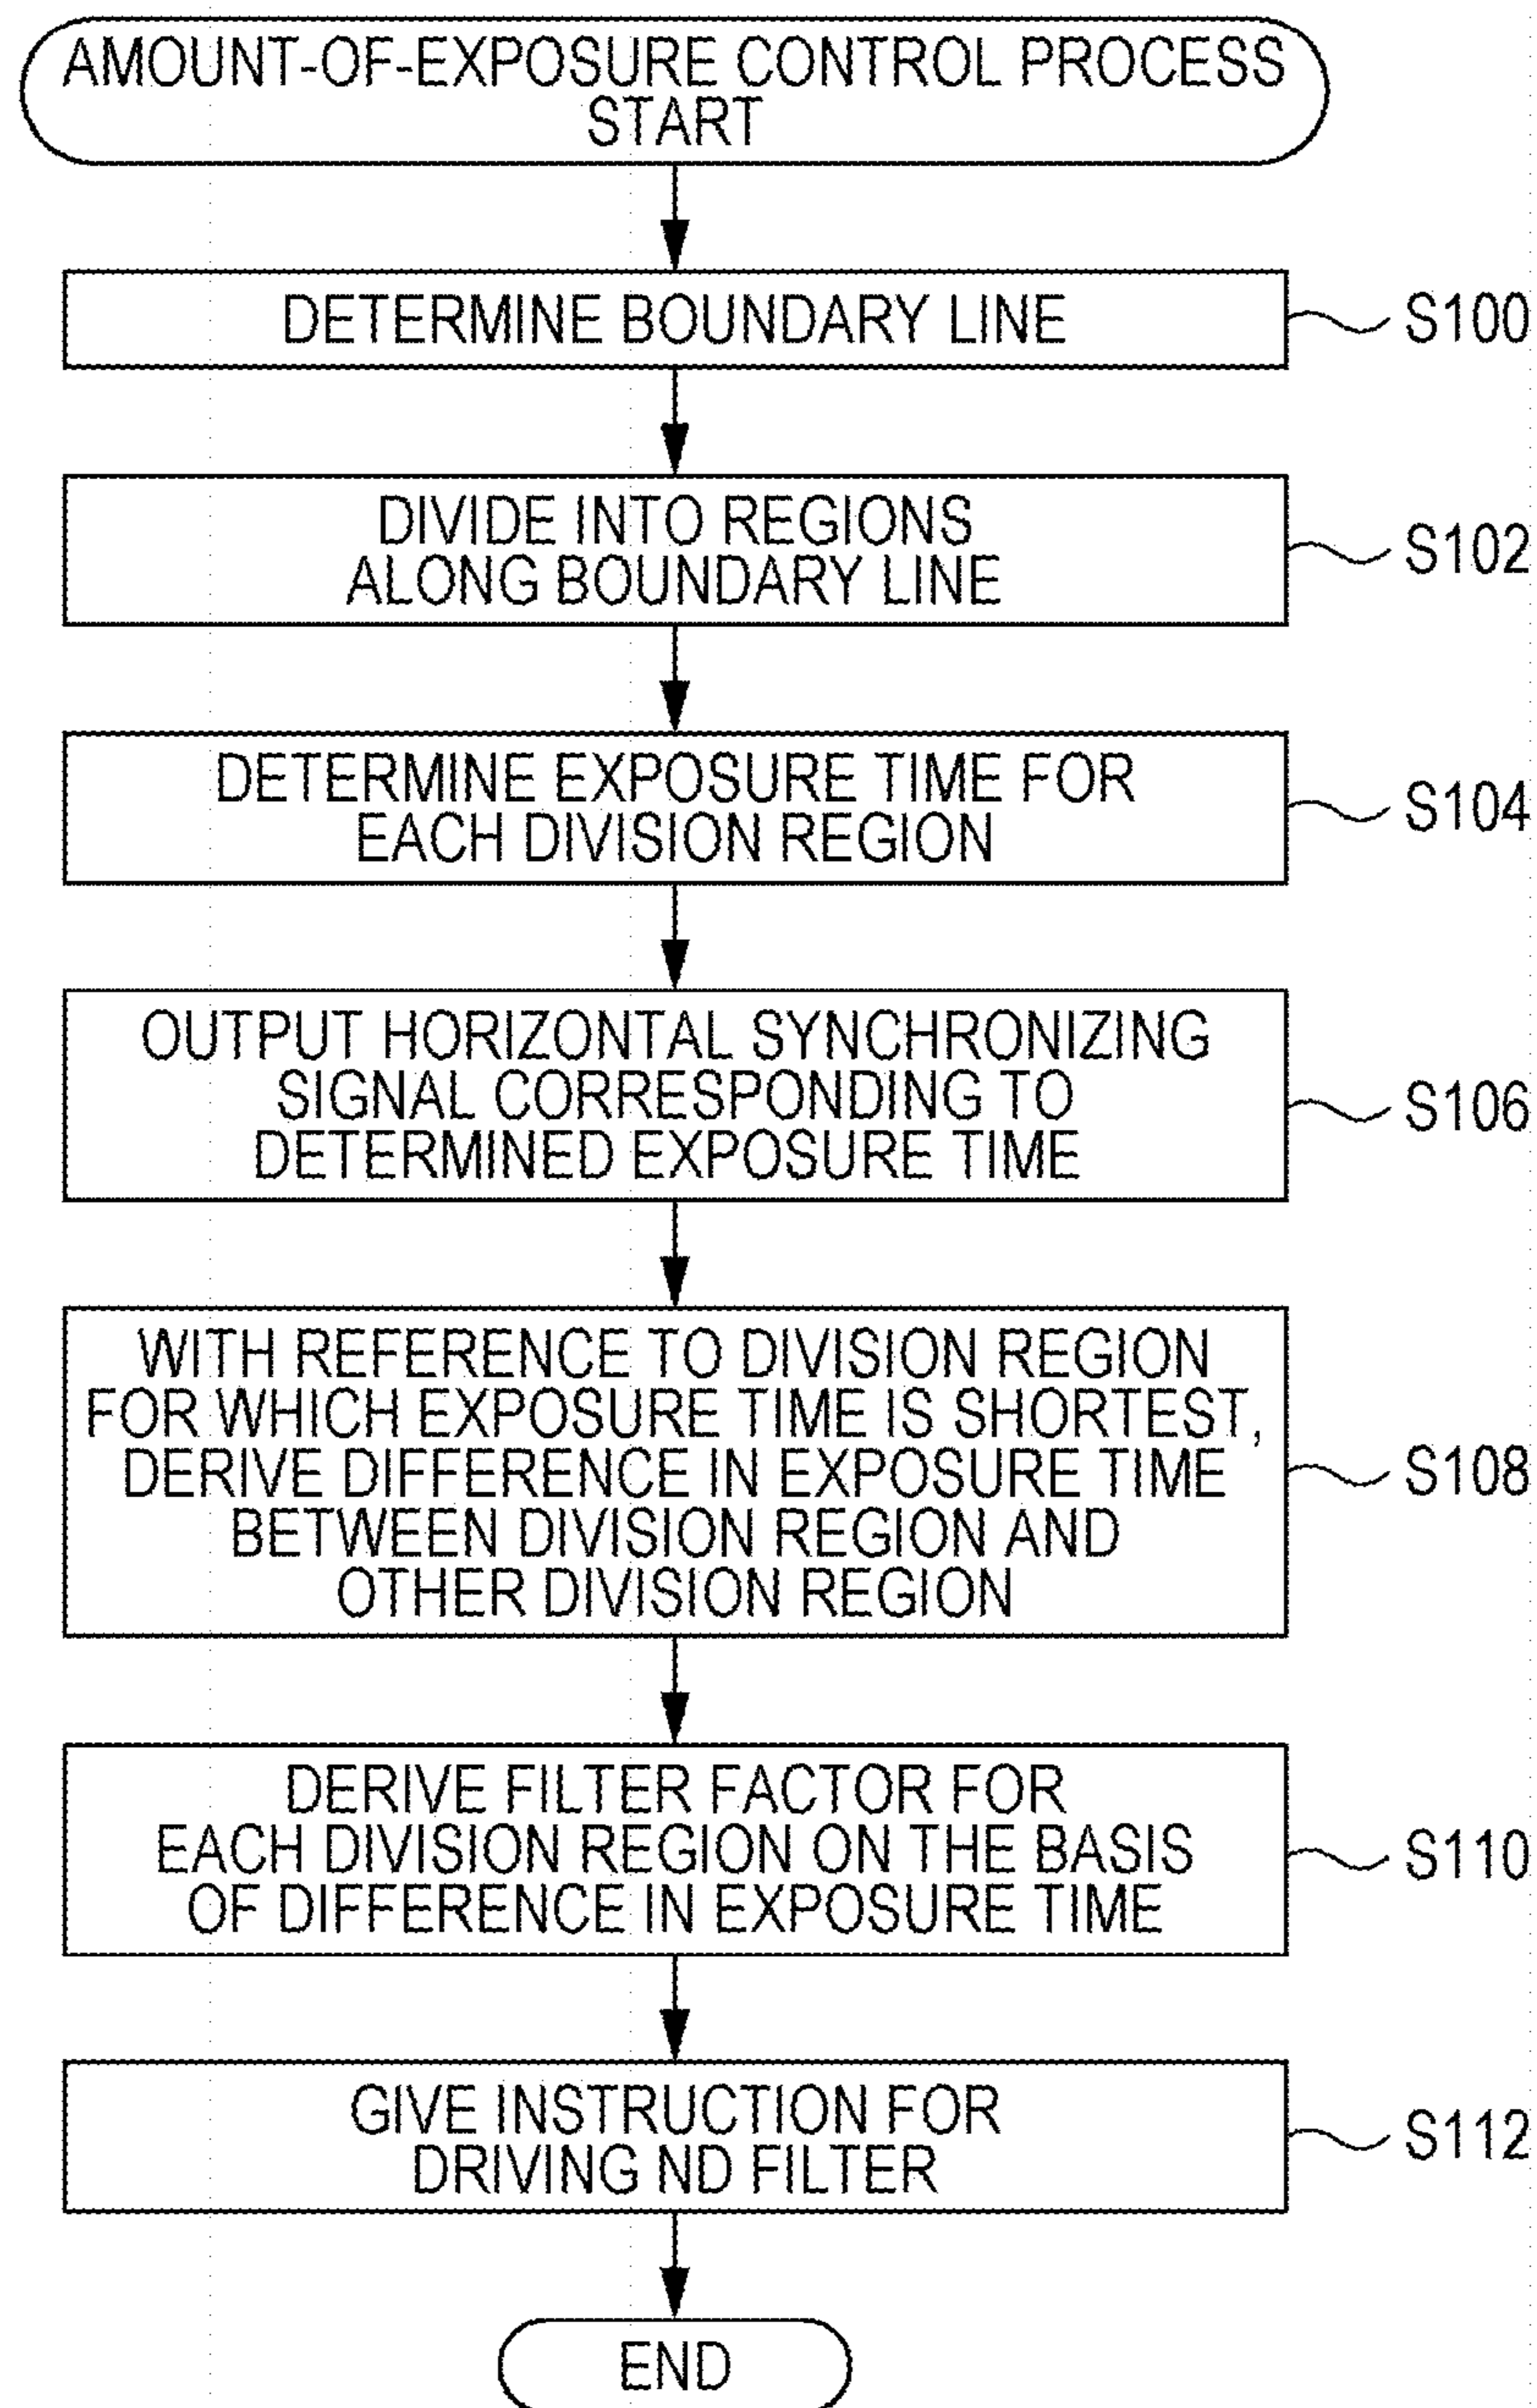 AMOUNT-OF-EXPOSURE CONTROL PROCESS
START
DETERMINE BOUNDARY LINE
S100
DIVIDE INTO REGIONS
ALONG BOUNDARY LINE
S102
DETERMINE EXPOSURE TIME FOR
EACH DIVISION REGION
S104
OUTPUT HORIZONTAL SYNCHRONIZING
SIGNAL CORRESPONDING TO
DETERMINED EXPOSURE TIME
S106
WITH REFERENCE TO DIVISION REGION
FOR WHICH EXPOSURE TIME IS SHORTEST,
DERIVE DIFFERENCE IN EXPOSURE TIME
BETWEEN DIVISION REGION AND
OTHER DIVISION REGION
S108
DERIVE FILTER FACTOR FOR
EACH DIVISION REGION ON THE BASIS
OF DIFFERENCE IN EXPOSURE TIME
S110
GIVE INSTRUCTION FOR
DRIVING ND FILTER
S112
END